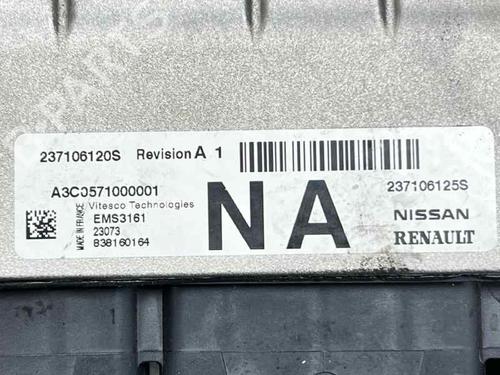 237106120S Revision A 1
A3C0571000001
Vitesco Technologies
EMS3161
23073
838160164
MADE IN FRANCE
NA
237106125S
NISSAN
RENAULT